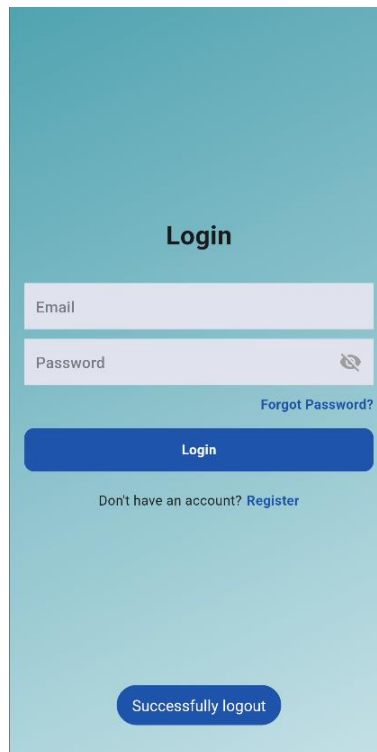 Login
Email
Password
Forgot Password?
Login
Don't have an account? Register
Successfully logout